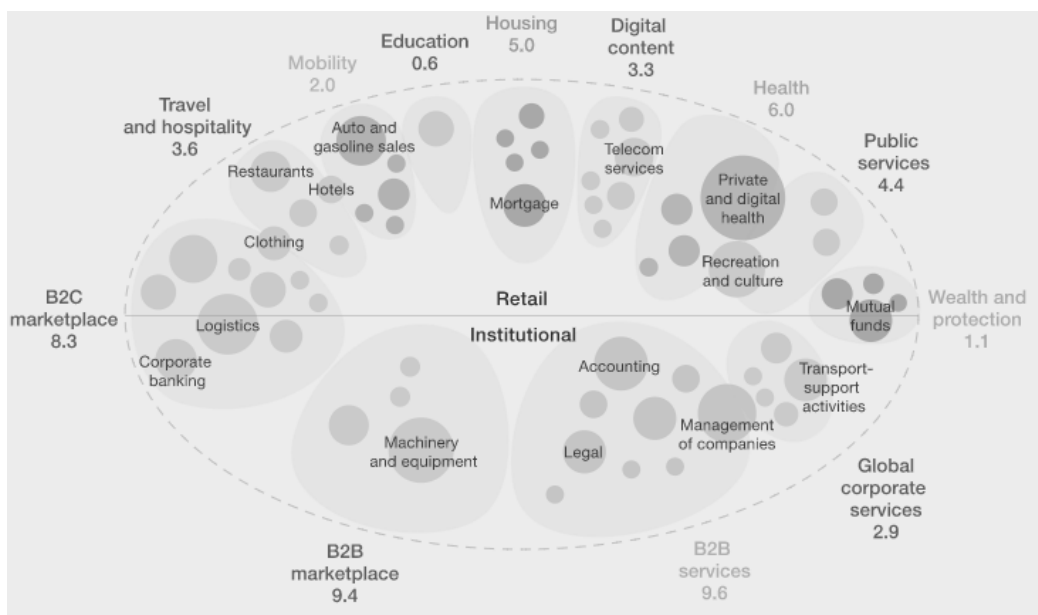 Housing
5.0
Education
0.6
Digital
content
3.3
Mobility
2.0
Health
6.0
Travel
and hospitality
3.6
Auto and
gasoline sales
Public
services
4.4
Restaurants
Telecom
services
Hotels
Private
and digital
health
Mortgage
Clothing
Recreation
and culture
B2C
marketplace
8.3
Retail
Wealth and
protection
1.1
Mutual
funds
Logistics
Institutional
Corporate
banking
Accounting
Transport-
support
activities
Machinery
and equipment
Legal
Management
of companies
Global
corporate
services
2.9
B2B
marketplace
9.4
B2B
services
9.6